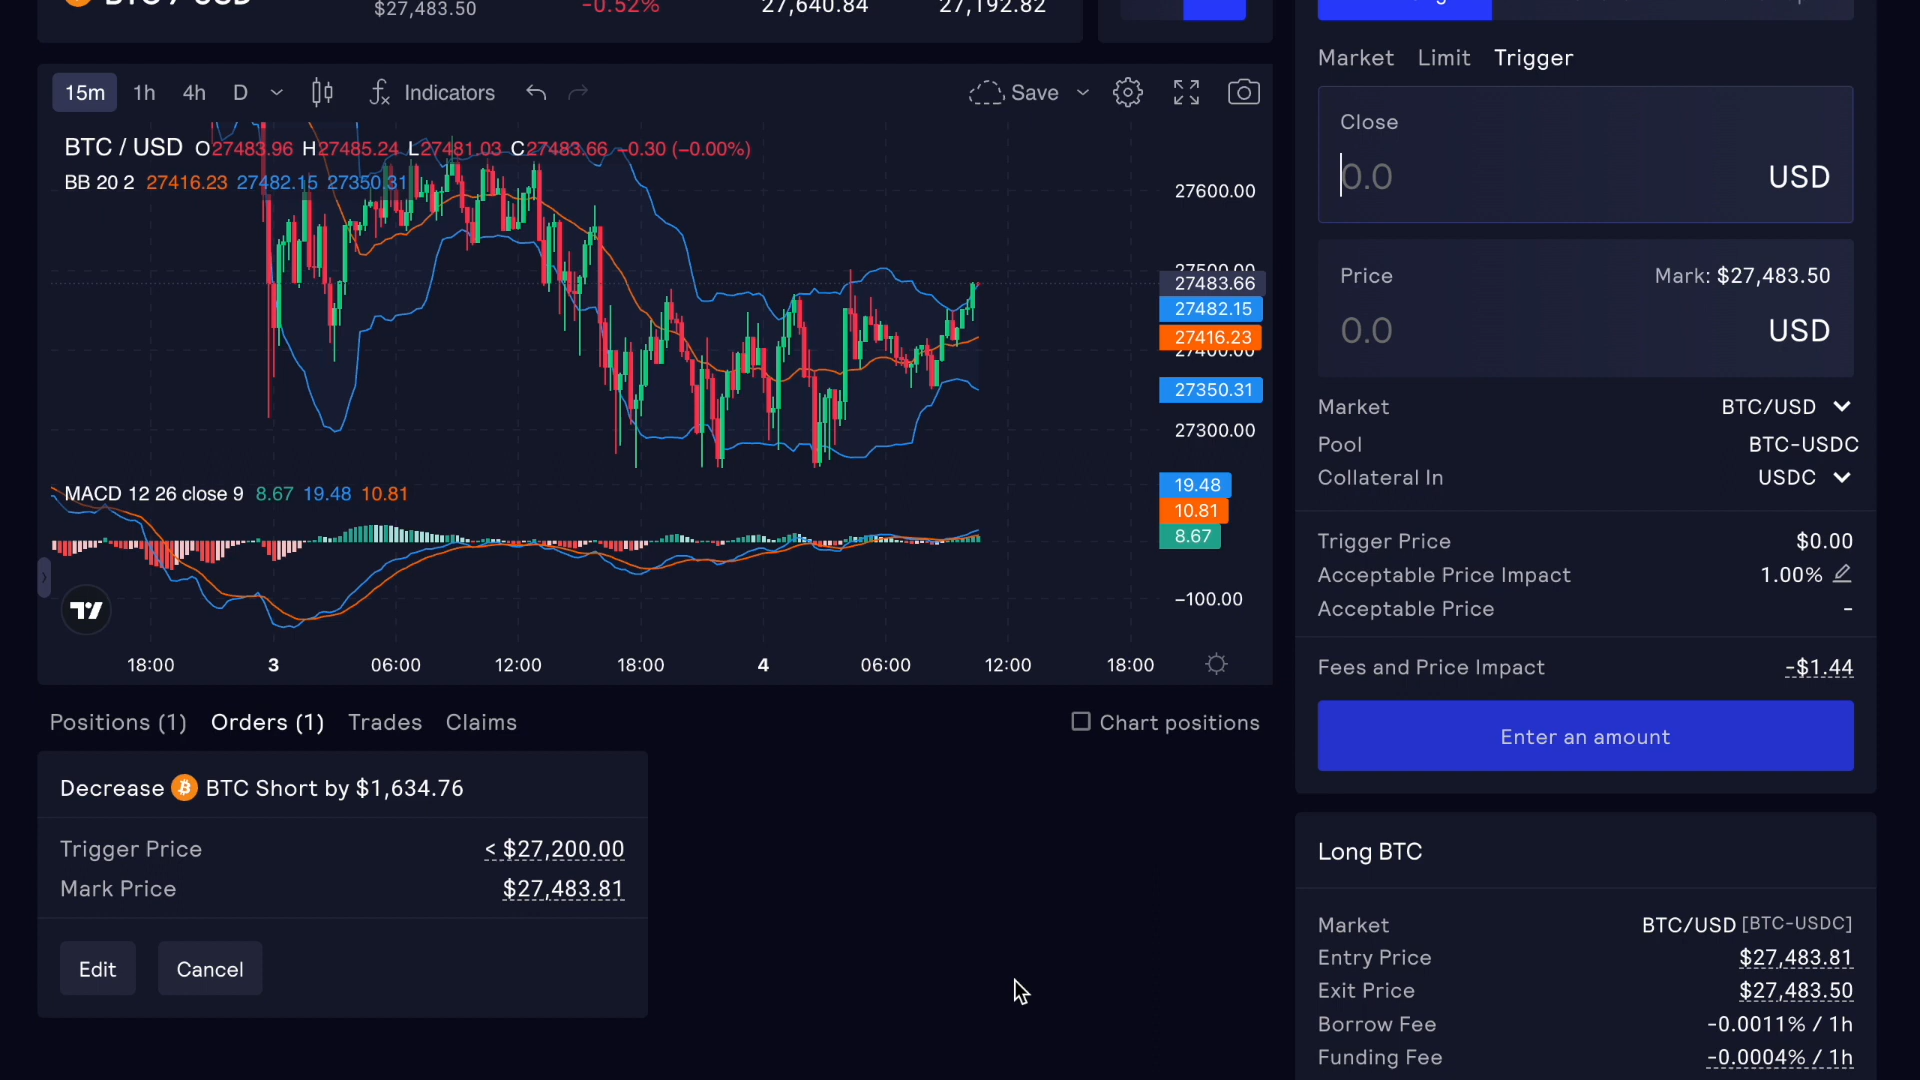 BTC / USD
$27,483.50
-0.52%
27,640.84
27,192.82
15m 1h 4h D Indicators
Save
BTC / USD O27483.96 H27485.24 L27481.03 C27483.66 −0.30 (−0.00%)
BB 20 2 27416.23 27482.15 27350.31
27600.00
27500.00
27483.66
27482.15
27416.23
27400.00
27350.31
27300.00
MACD 12 26 close 9 8.67 19.48 10.81
19.48
10.81
8.67
−100.00
18:00 3 06:00 12:00 18:00 4 06:00 12:00 18:00
Positions (1) Orders (1) Trades Claims
Chart positions
Decrease BTC Short by $1,634.76
Trigger Price < $27,200.00
Mark Price $27,483.81
Edit Cancel
Market Limit Trigger
Close
0.0 USD
Price Mark: $27,483.50
0.0 USD
Market BTC/USD
Pool BTC-USDC
Collateral In USDC
Trigger Price $0.00
Acceptable Price Impact 1.00%
Acceptable Price -
Fees and Price Impact -$1.44
Enter an amount
Long BTC
Market BTC/USD [BTC-USDC]
Entry Price $27,483.81
Exit Price $27,483.50
Borrow Fee -0.0011% / 1h
Funding Fee -0.0004% / 1h